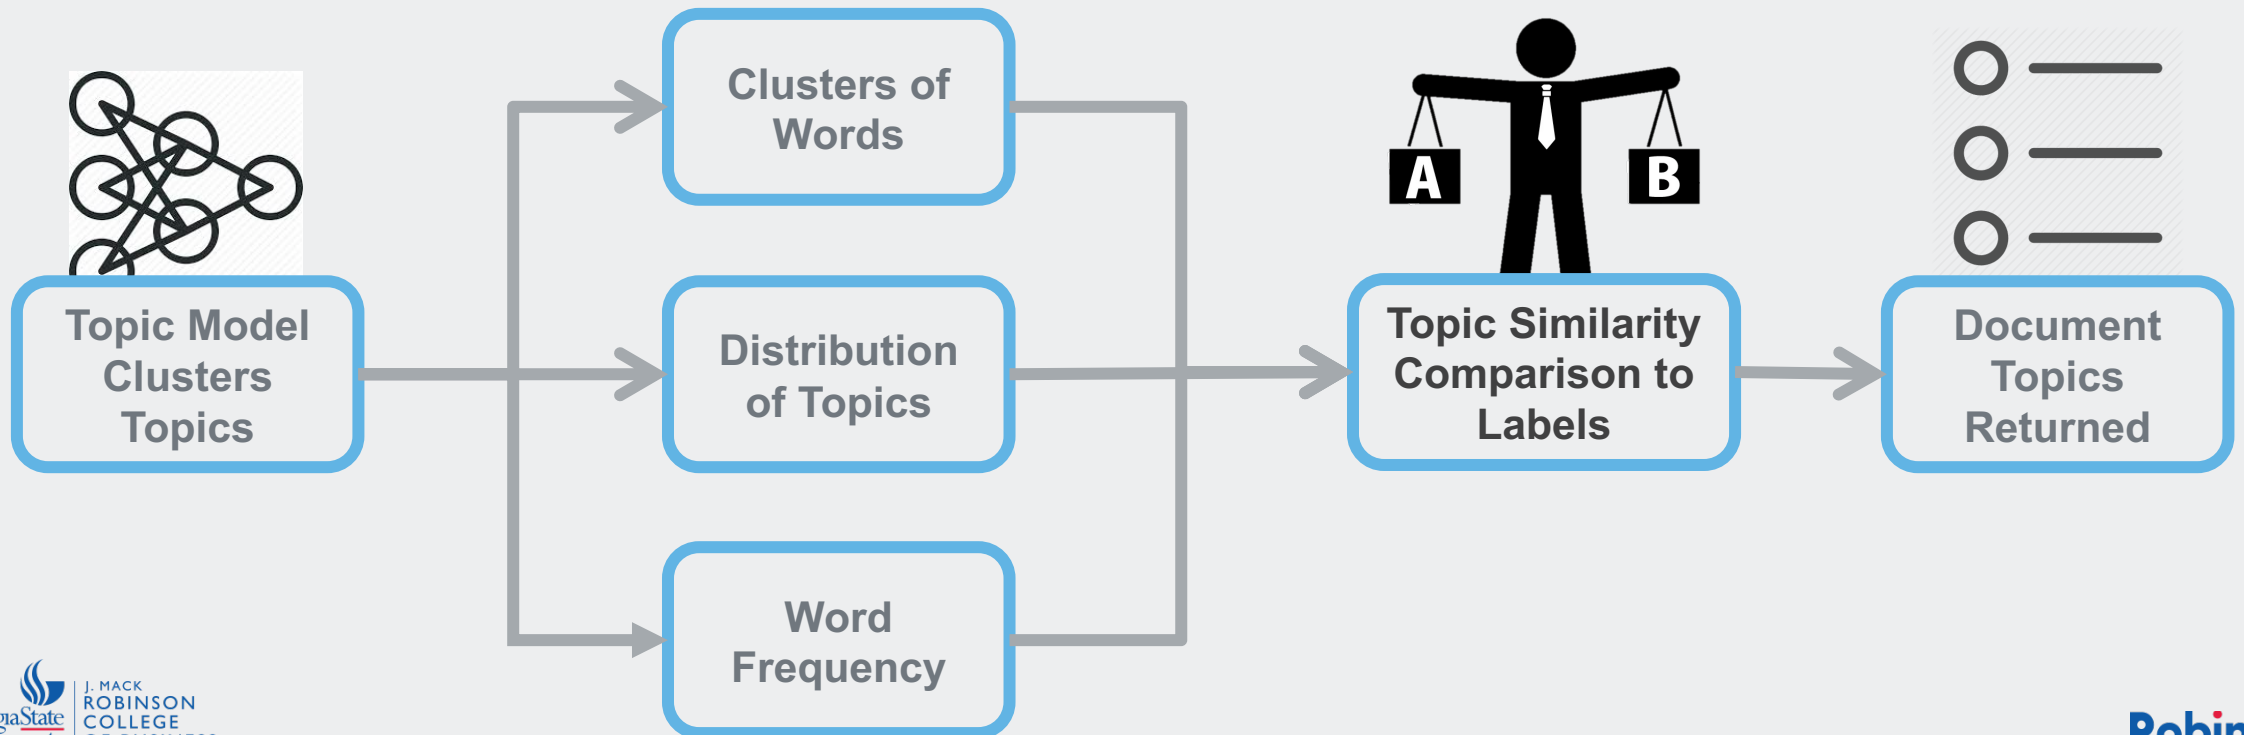 Clusters of
Words
A
B
Topic Model
Clusters
Topics
Distribution
of Topics
Topic Similarity
Comparison to
Labels
Document
Topics
Returned
Word
Frequency
J. MACK
ROBINSON
giaState
COLLEGE